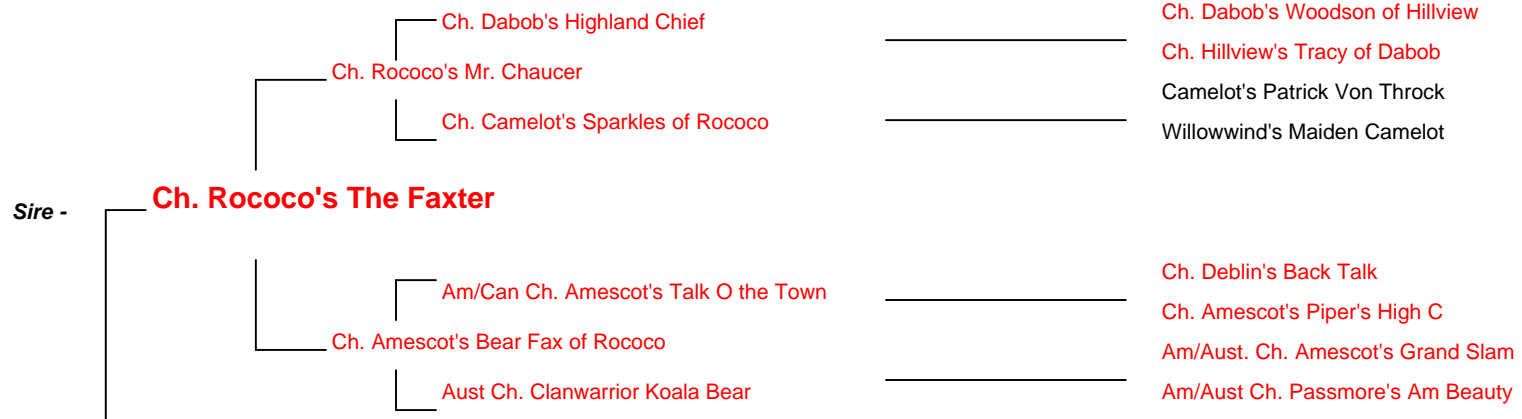 Ch. Dabob's Woodson of Hillview
Ch. Dabob's Highland Chief
Ch. Hillview's Tracy of Dabob
Ch. Rococo's Mr. Chaucer
Camelot's Patrick Von Throck
Ch. Camelot's Sparkles of Rococo
Willowwind's Maiden Camelot
Sire - Ch. Rococo's The Faxter
Ch. Deblin's Back Talk
Am/Can Ch. Amescot's Talk O the Town
Ch. Amescot's Piper's High C
Ch. Amescot's Bear Fax of Rococo
Am/Aust. Ch. Amescot's Grand Slam
Aust Ch. Clanwarrior Koala Bear
Am/Aust Ch. Passmore's Am Beauty